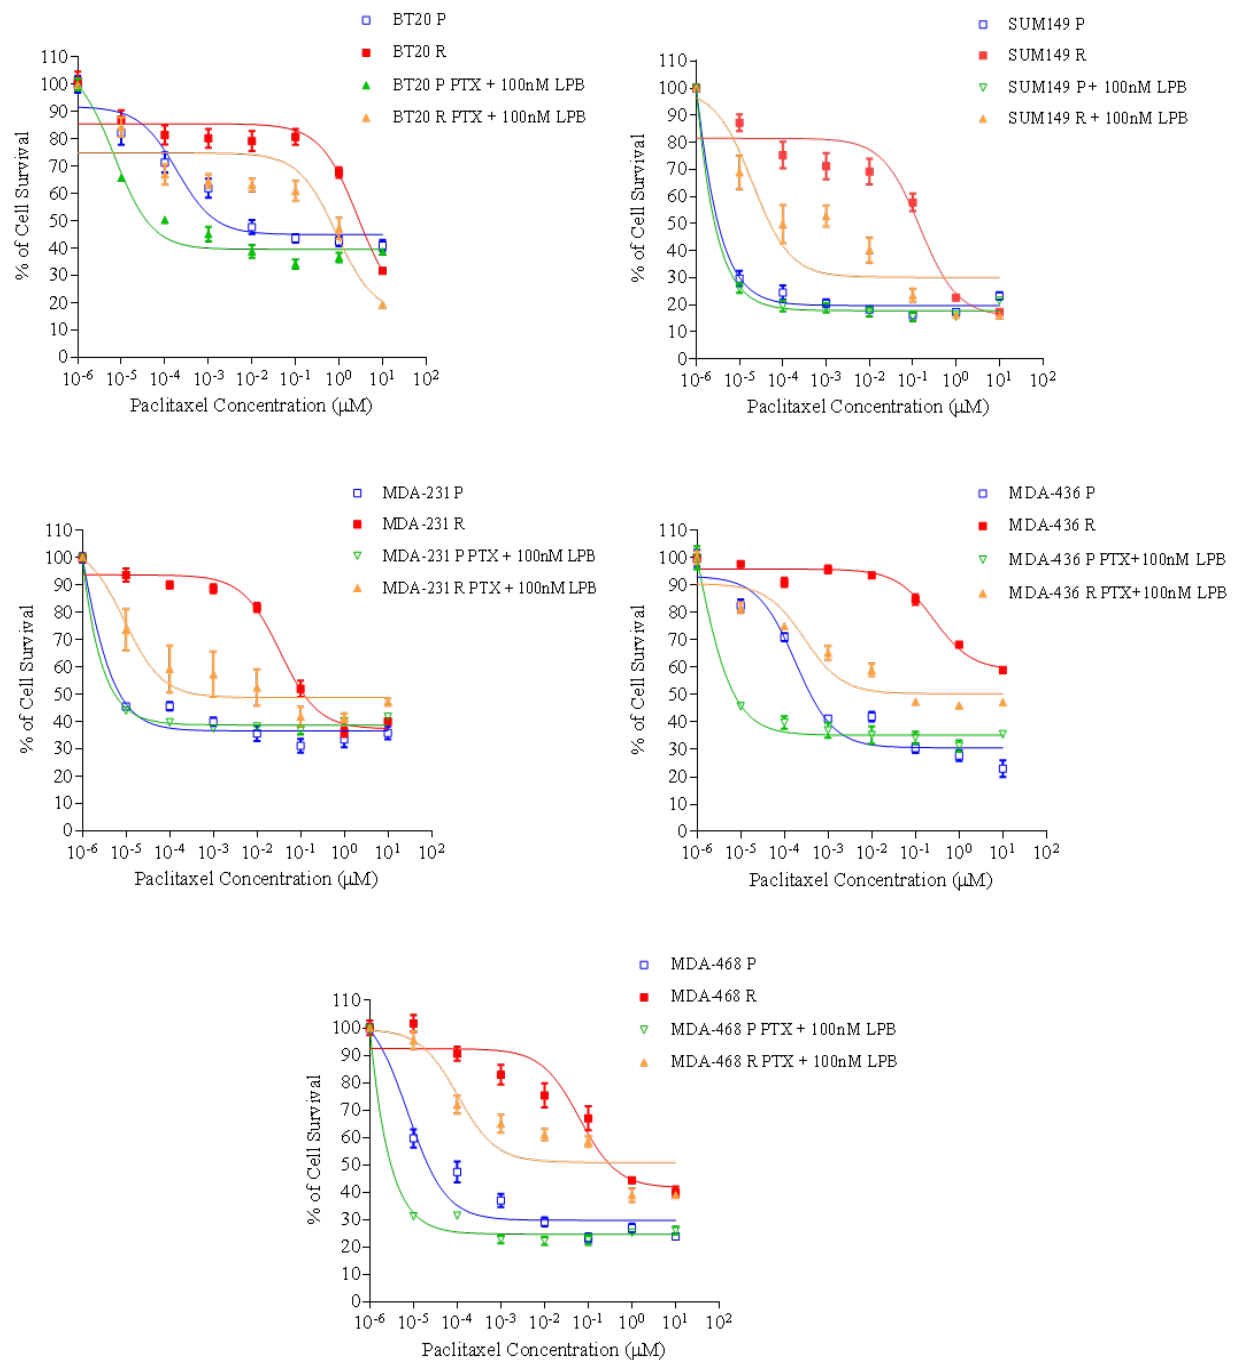 BT20 P
BT20 R
BT20 P PTX + 100nM LPB
BT20 R PTX + 100nM LPB
% of Cell Survival
110
100
90
80
70
60
50
40
30
20
10
0
10⁻⁶ 10⁻⁵ 10⁻⁴ 10⁻³ 10⁻² 10⁻¹ 10⁰ 10¹ 10²
Paclitaxel Concentration (µM)
SUM149 P
SUM149 R
SUM149 P+ 100nM LPB
SUM149 R + 100nM LPB
% of Cell Survival
110
100
90
80
70
60
50
40
30
20
10
0
10⁻⁶ 10⁻⁵ 10⁻⁴ 10⁻³ 10⁻² 10⁻¹ 10⁰ 10¹ 10²
Paclitaxel Concentration (µM)
MDA-231 P
MDA-231 R
MDA-231 P PTX + 100nM LPB
MDA-231 R PTX + 100nM LPB
% of Cell Survival
110
100
90
80
70
60
50
40
30
20
10
0
10⁻⁶ 10⁻⁵ 10⁻⁴ 10⁻³ 10⁻² 10⁻¹ 10⁰ 10¹ 10²
Paclitaxel Concentration (µM)
MDA-436 P
MDA-436 R
MDA-436 P PTX+100nM LPB
MDA-436 R PTX+100nM LPB
% of Cell Survival
110
100
90
80
70
60
50
40
30
20
10
0
10⁻⁶ 10⁻⁵ 10⁻⁴ 10⁻³ 10⁻² 10⁻¹ 10⁰ 10¹ 10²
Paclitaxel Concentration (µM)
MDA-468 P
MDA-468 R
MDA-468 P PTX + 100nM LPB
MDA-468 R PTX + 100nM LPB
% of Cell Survival
110
100
90
80
70
60
50
40
30
20
10
0
10⁻⁶ 10⁻⁵ 10⁻⁴ 10⁻³ 10⁻² 10⁻¹ 10⁰ 10¹ 10²
Paclitaxel Concentration (µM)